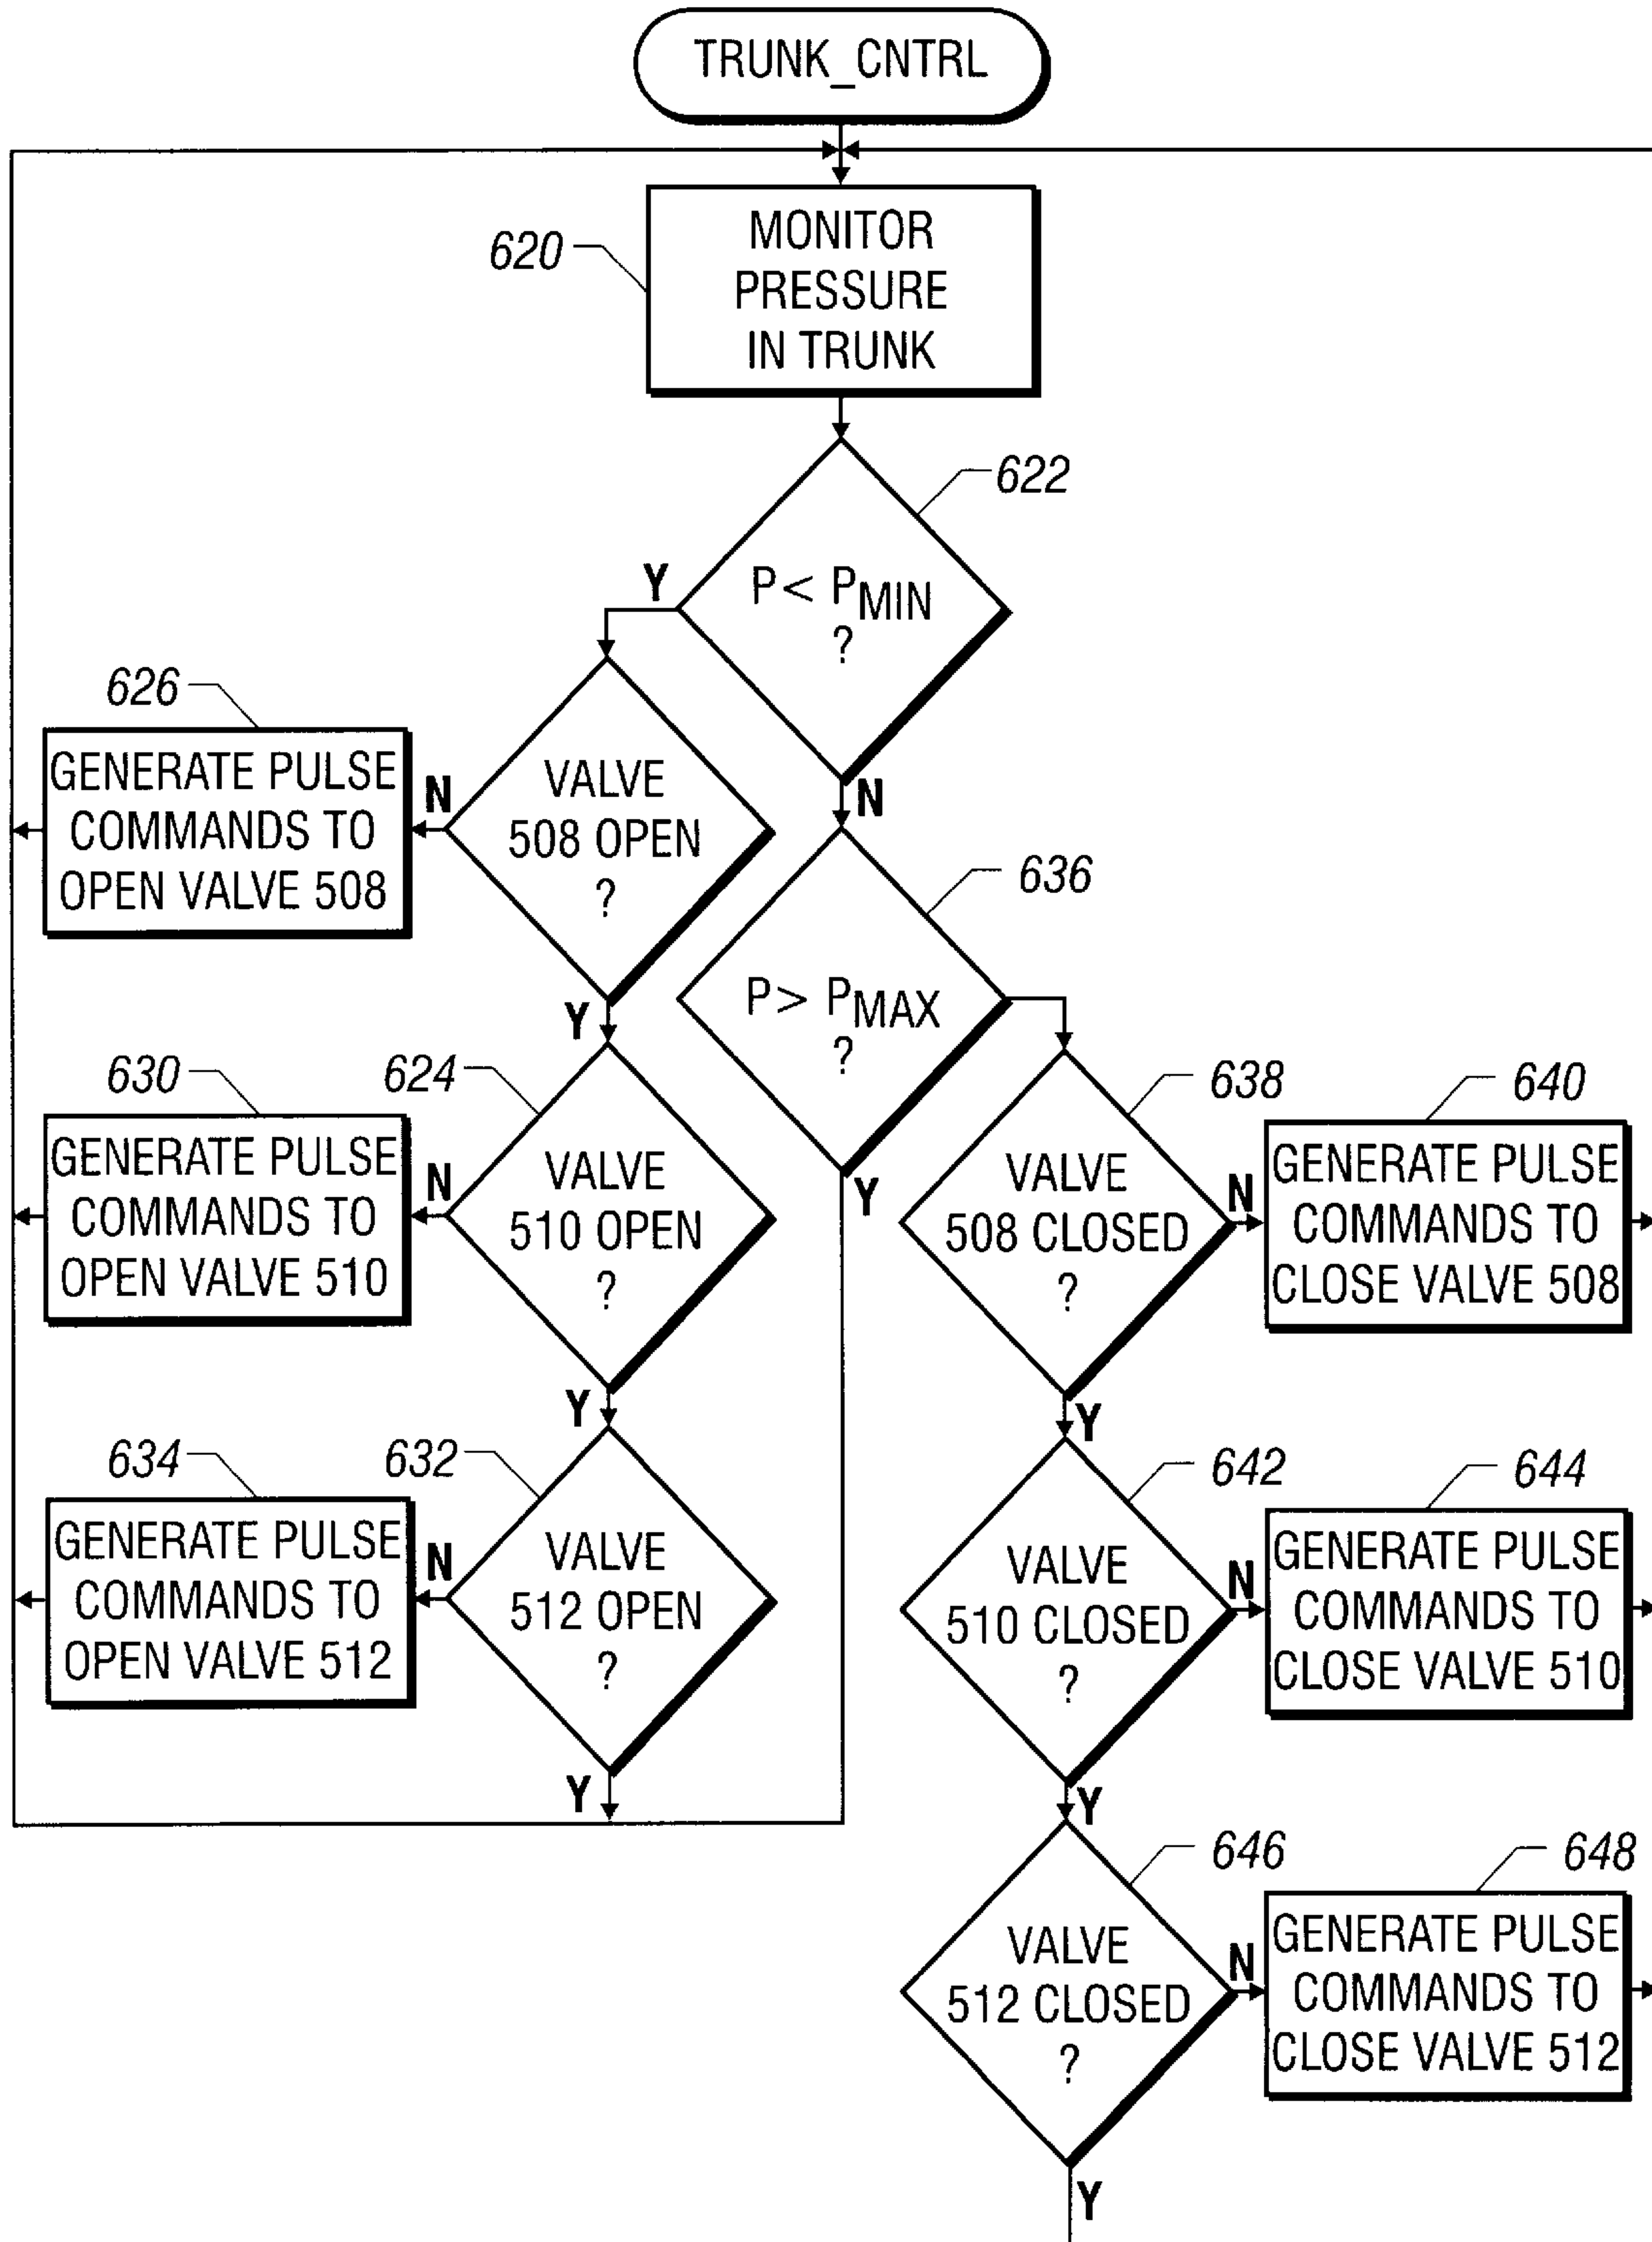 TRUNK_CNTRL
620
MONITOR
PRESSURE
IN TRUNK
622
P< PMIN
?
Y
N
626
GENERATE PULSE
COMMANDS TO
OPEN VALVE 508
N
VALVE
508 OPEN
?
Y
636
P> PMAX
?
Y
630
GENERATE PULSE
COMMANDS TO
OPEN VALVE 510
N
624
VALVE
510 OPEN
?
Y
638
VALVE
508 CLOSED
?
N
Y
640
GENERATE PULSE
COMMANDS TO
CLOSE VALVE 508
634
GENERATE PULSE
COMMANDS TO
OPEN VALVE 512
N
632
VALVE
512 OPEN
?
Y
642
VALVE
510 CLOSED
?
N
Y
644
GENERATE PULSE
COMMANDS TO
CLOSE VALVE 510
646
VALVE
512 CLOSED
?
N
Y
648
GENERATE PULSE
COMMANDS TO
CLOSE VALVE 512